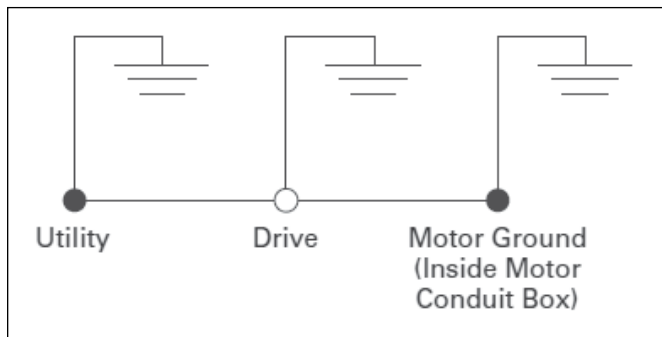 Utility
Drive
Motor Ground
(Inside Motor
Conduit Box)